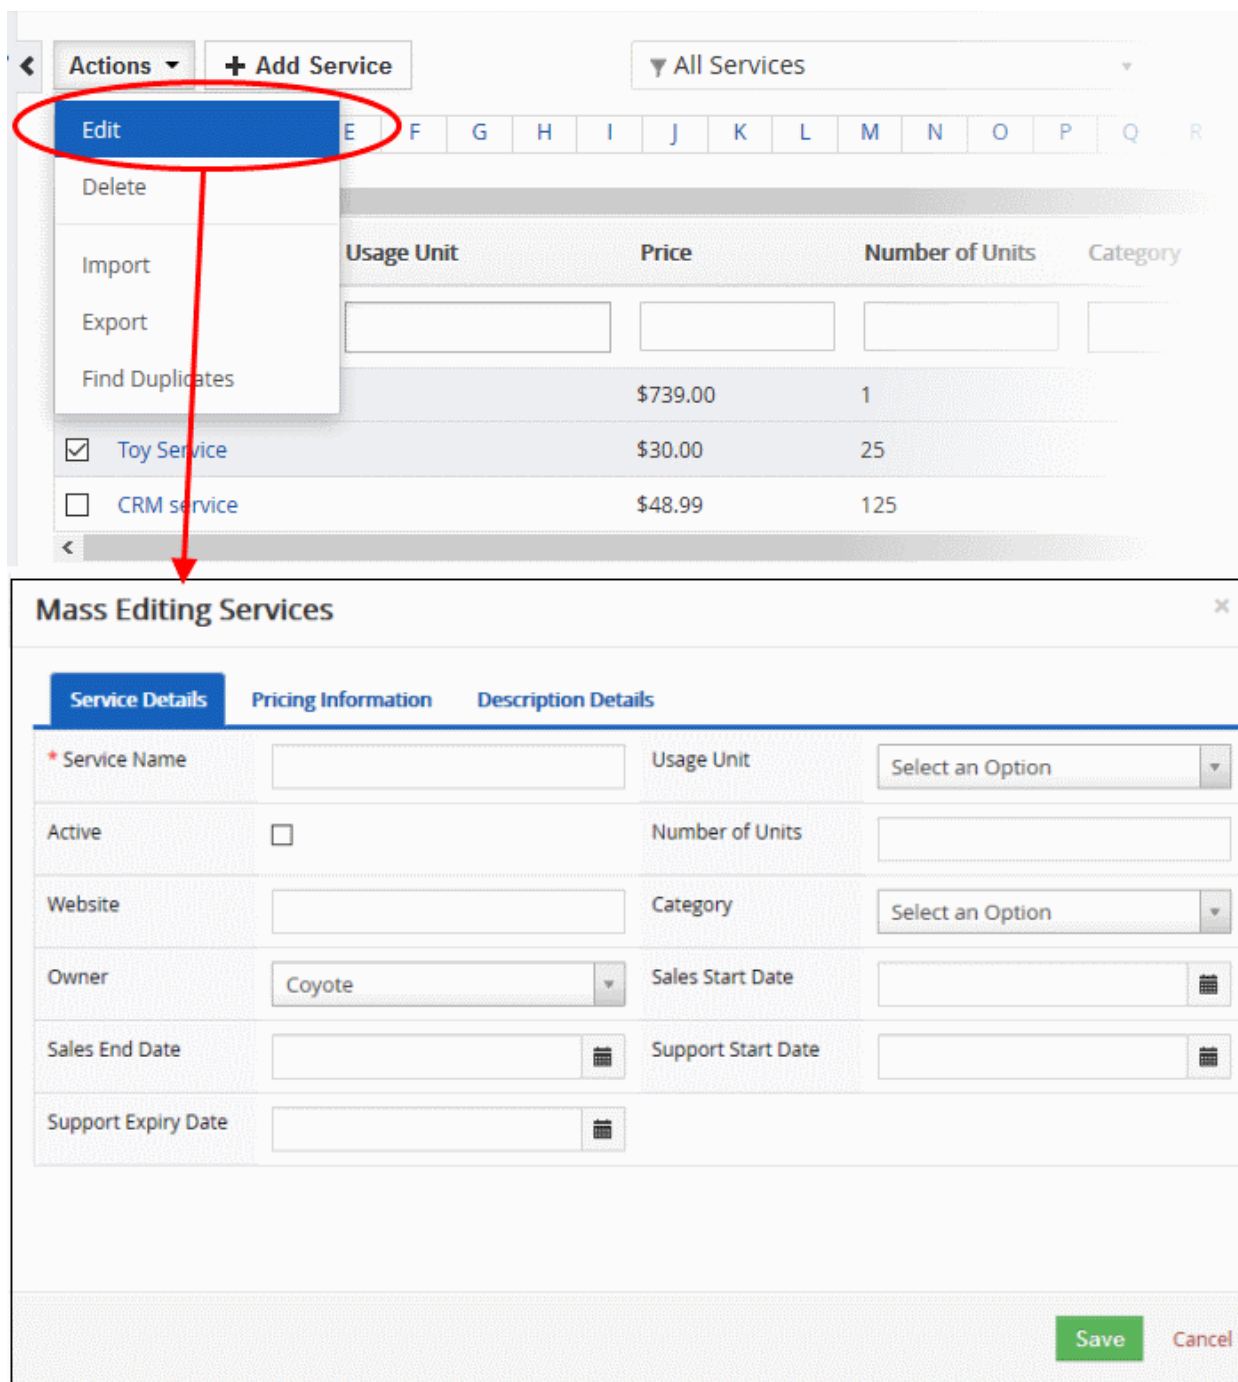 Actions + Add Service All Services
Edit E F G H I J K L M N O P Q R
Delete
Import
Export
Find Duplicates
Usage Unit Price Number of Units Category
$739.00 1
Toy Service $30.00 25
CRM service $48.99 125
Mass Editing Services ×
Service Details Pricing Information Description Details
* Service Name Usage Unit Select an Option
Active Number of Units
Website Category Select an Option
Owner Coyote Sales Start Date
Sales End Date Support Start Date
Support Expiry Date
Save Cancel